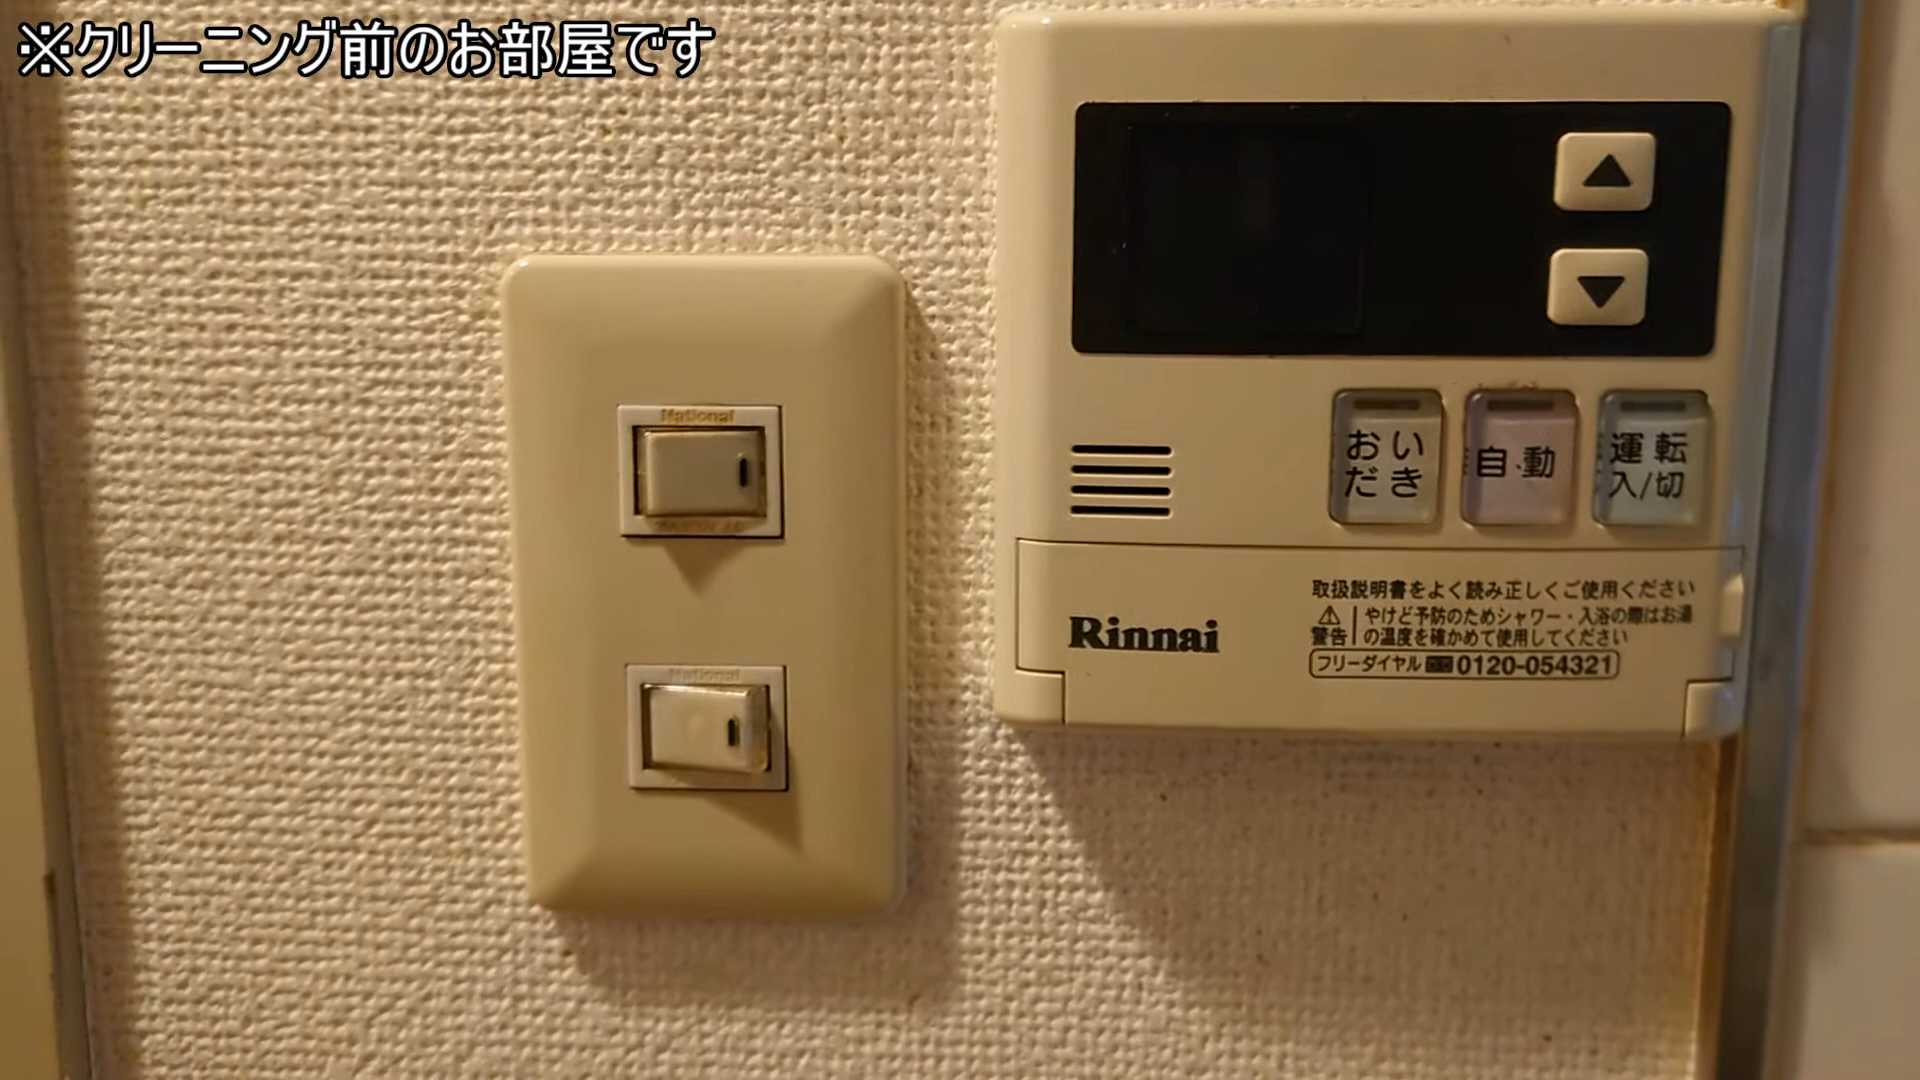 ※クリーニング前のお部屋です
National
National
おい
だき
自動
運転
入/切
Rinnai
取扱説明書をよく読み正しくご使用ください
⚠ やけど予防のためシャワー・入浴の際はお湯
警告 の温度を確かめて使用してください
フリーダイヤル 0120-054321